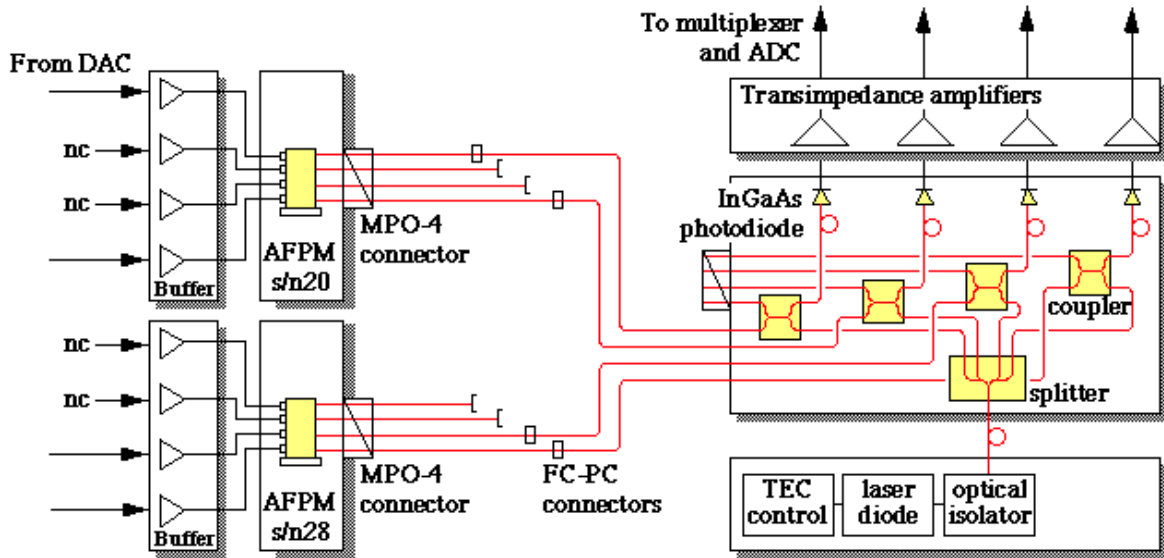 To multiplexer
and ADC
From DAC
Transimpedance amplifiers
nc
nc
InGaAs
photodiode
MPO-4
connector
AFPM
s/n20
Buffer
coupler
nc
nc
splitter
MPO-4
connector
FC-PC
connectors
AFPM
s/n28
Buffer
TEC
control
laser
diode
optical
isolator